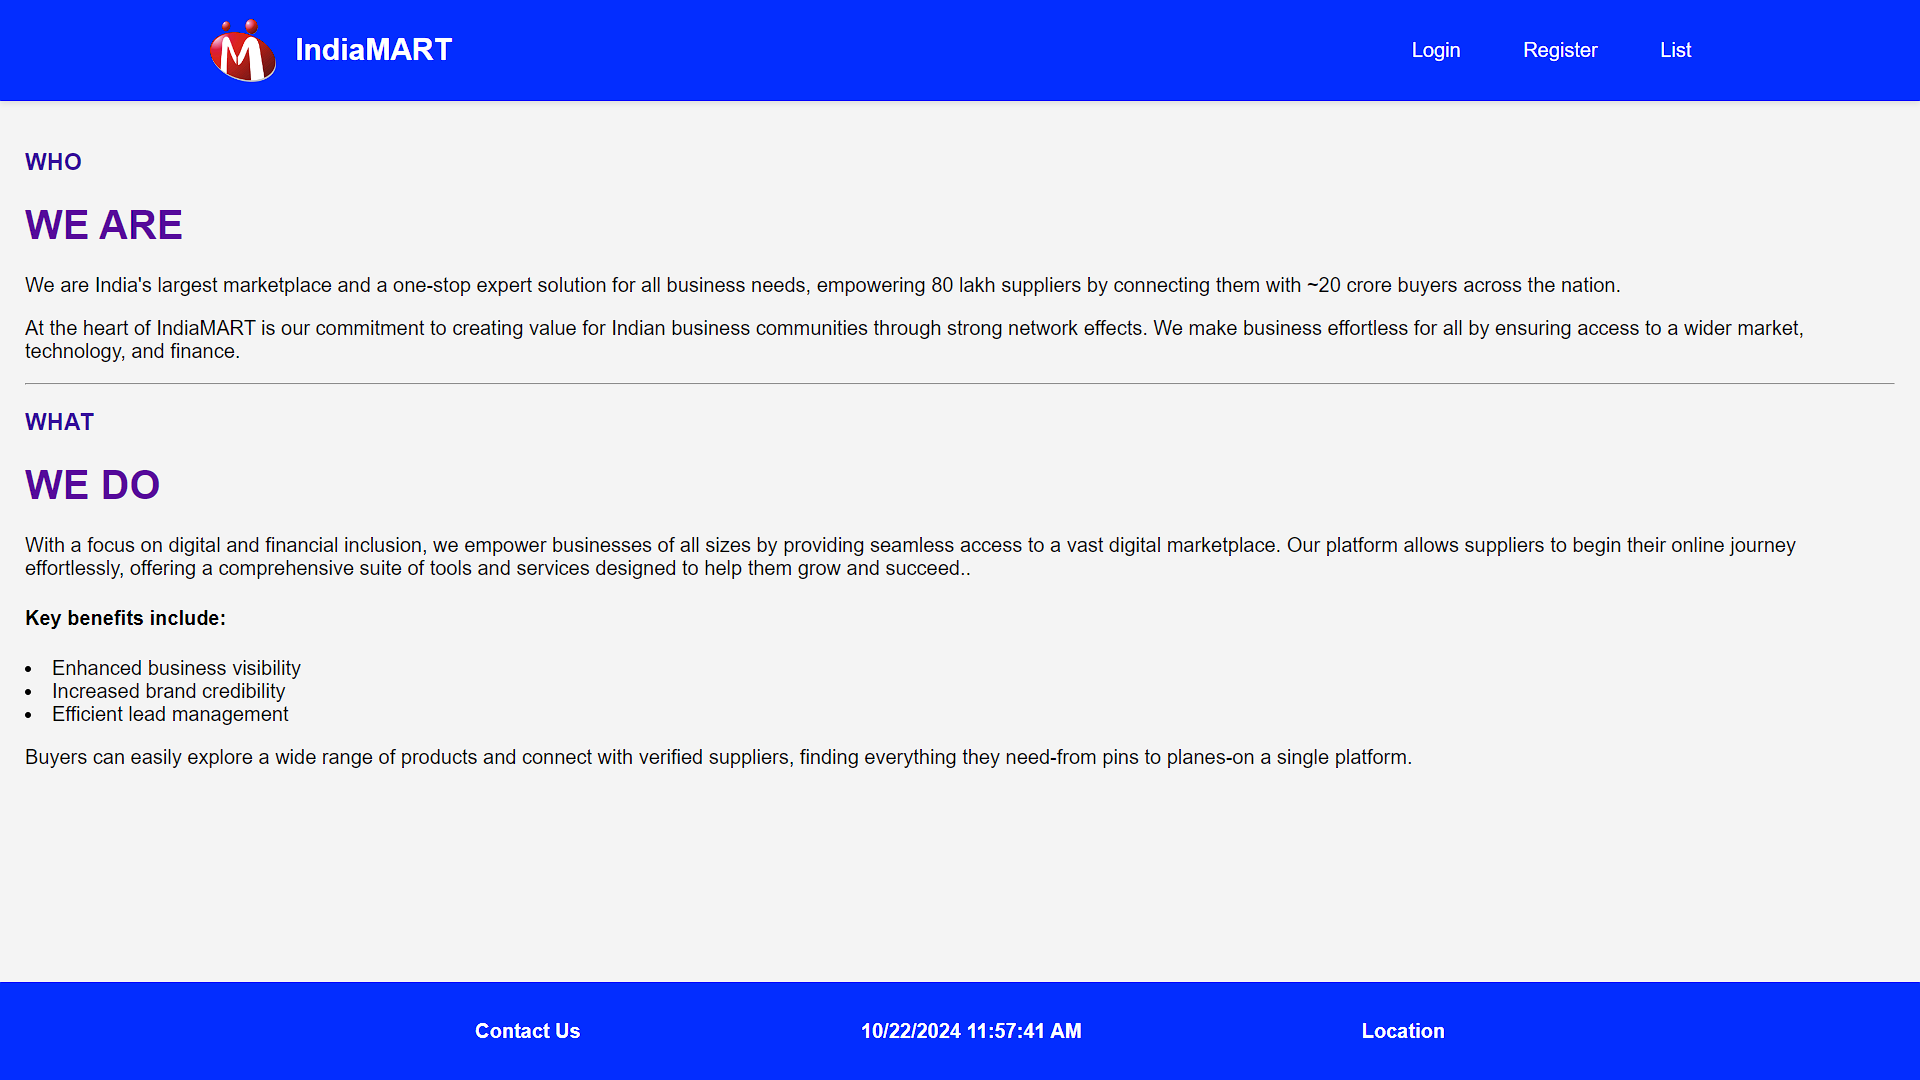 M IndiaMART Login Register List
WHO
WE ARE
We are India's largest marketplace and a one-stop expert solution for all business needs, empowering 80 lakh suppliers by connecting them with ~20 crore buyers across the nation.
At the heart of IndiaMART is our commitment to creating value for Indian business communities through strong network effects. We make business effortless for all by ensuring access to a wider market,
technology, and finance.
WHAT
WE DO
With a focus on digital and financial inclusion, we empower businesses of all sizes by providing seamless access to a vast digital marketplace. Our platform allows suppliers to begin their online journey
effortlessly, offering a comprehensive suite of tools and services designed to help them grow and succeed..
Key benefits include:
• Enhanced business visibility
• Increased brand credibility
• Efficient lead management
Buyers can easily explore a wide range of products and connect with verified suppliers, finding everything they need-from pins to planes-on a single platform.
Contact Us 10/22/2024 11:57:41 AM Location